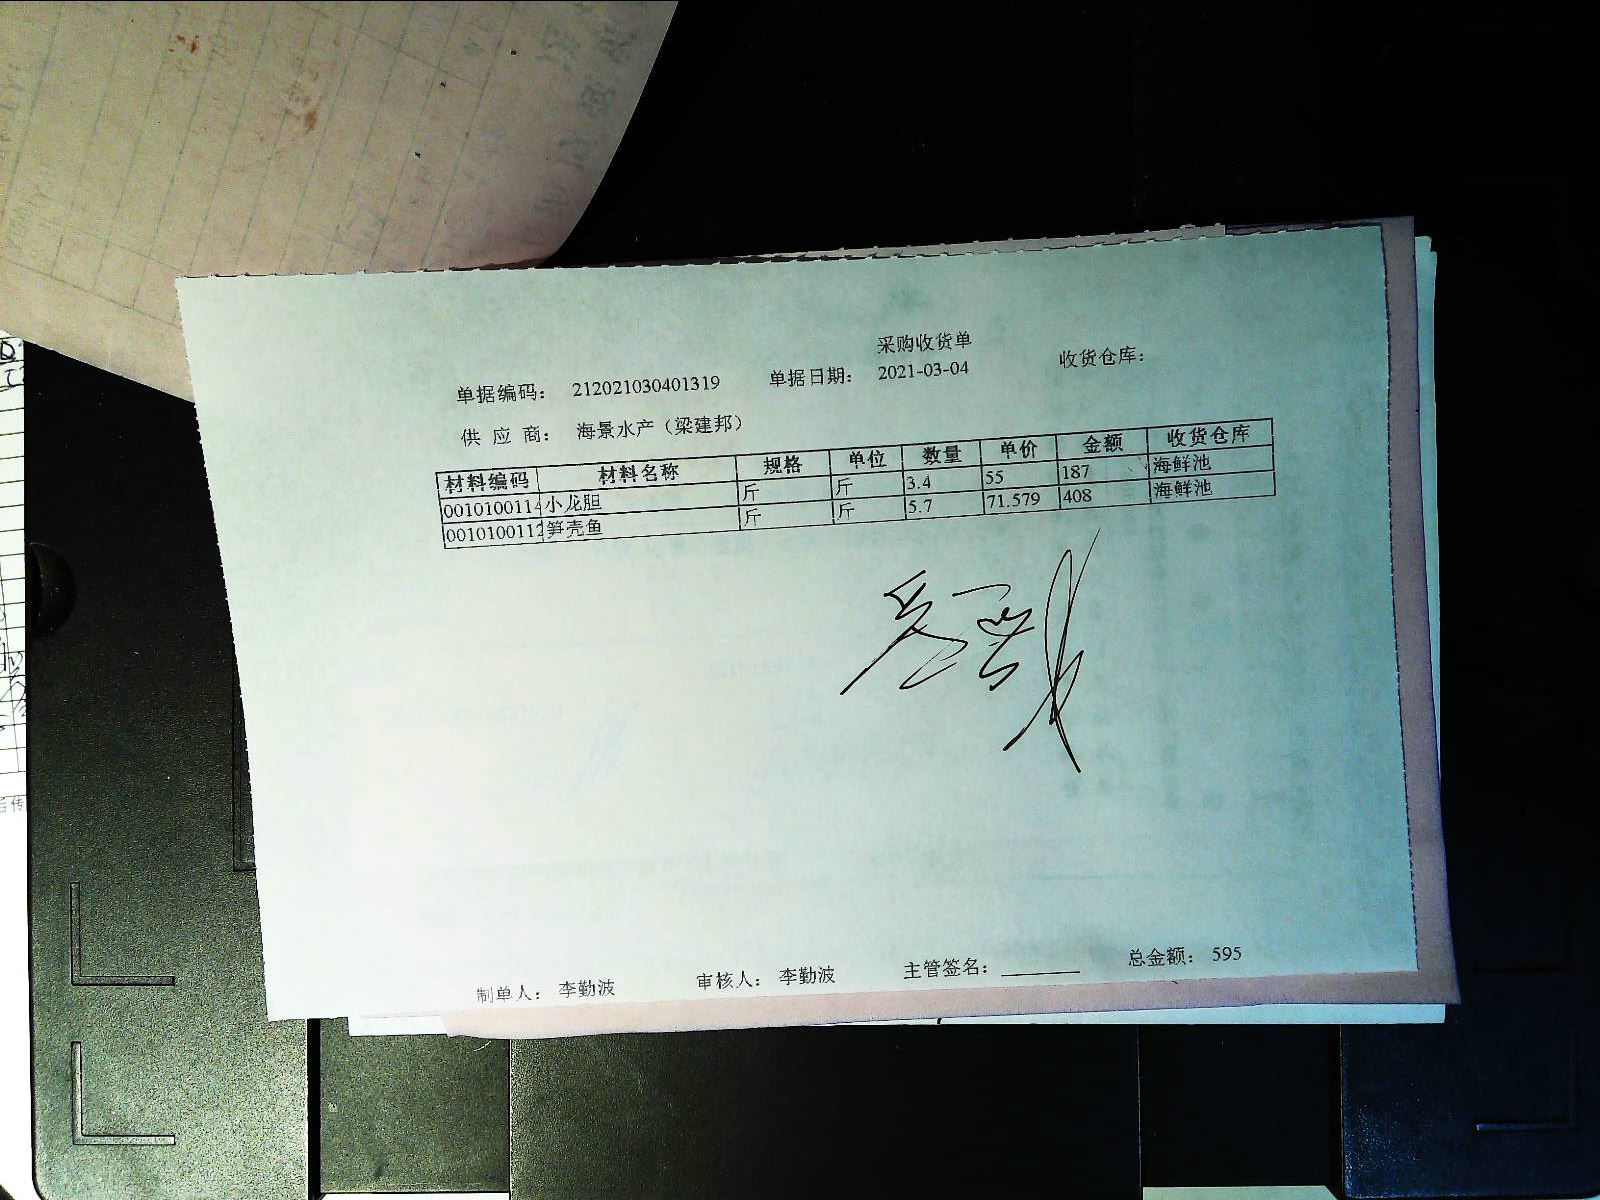 采购收货单
单据编码： 212021030401319 单据日期： 2021-03-04 收货仓库：
供 应 商： 海景水产（梁建邦）
材料编码 材料名称 规格 单位 数量 单价 金额 收货仓库
0010100114 小龙胆 斤 斤 3.4 55 187 海鲜池
0010100112 笋壳鱼 斤 斤 5.7 71.579 408 海鲜池
制单人： 李勤波 审核人： 李勤波 主管签名： 总金额： 595